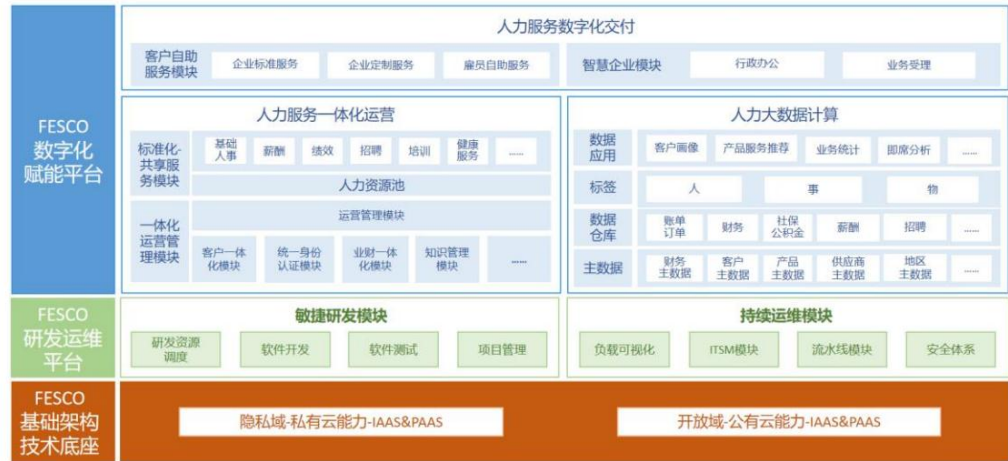 FESCO
数字化
赋能平台
人力服务数字化交付
客户自助
服务模块
企业标准服务
企业定制服务
雇员自助服务
智慧企业模块
行政办公
业务受理
人力服务一体化运营
标准化-
共享服
务模块
基础
人事
薪酬
绩效
招聘
培训
健康
服务
……
人力资源池
一体化
运营管
理模块
运营管理模块
客户一体
化模块
统一身份
认证模块
业财一体
化模块
知识管理
模块
……
人力大数据计算
数据
应用
客户画像
产品服务推荐
业务统计
即席分析
……
标签
人
事
物
数据
仓库
账单
订单
财务
社保
公积金
薪酬
招聘
……
主数据
财务
主数据
客户
主数据
产品
主数据
供应商
主数据
地区
主数据
……
FESCO
研发运维
平台
敏捷研发模块
研发资源
调度
软件开发
软件测试
项目管理
持续运维模块
负载可视化
ITSM模块
流水线模块
安全体系
FESCO
基础架构
技术底座
隐私域-私有云能力-IAAS&PAAS
开放域-公有云能力-IAAS&PAAS